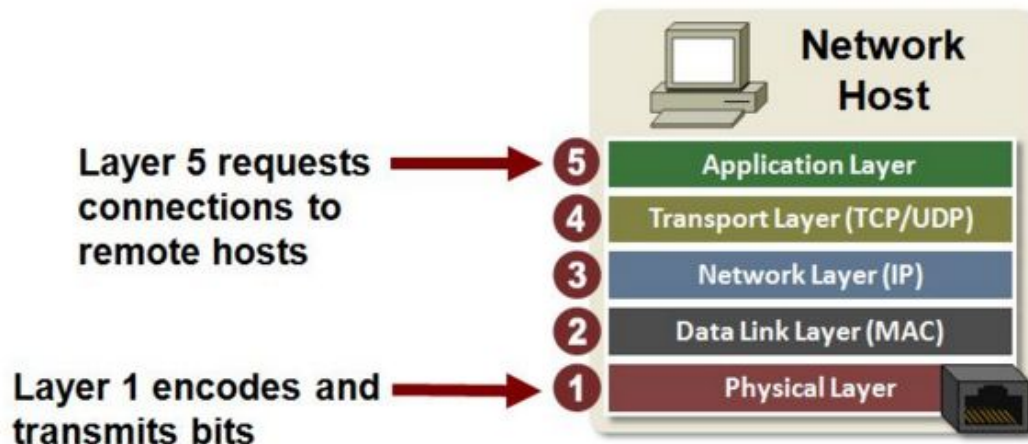 Network
Host
Layer 5 requests
connections to
remote hosts
5 Application Layer
4 Transport Layer (TCP/UDP)
3 Network Layer (IP)
2 Data Link Layer (MAC)
Layer 1 encodes and
transmits bits
1 Physical Layer